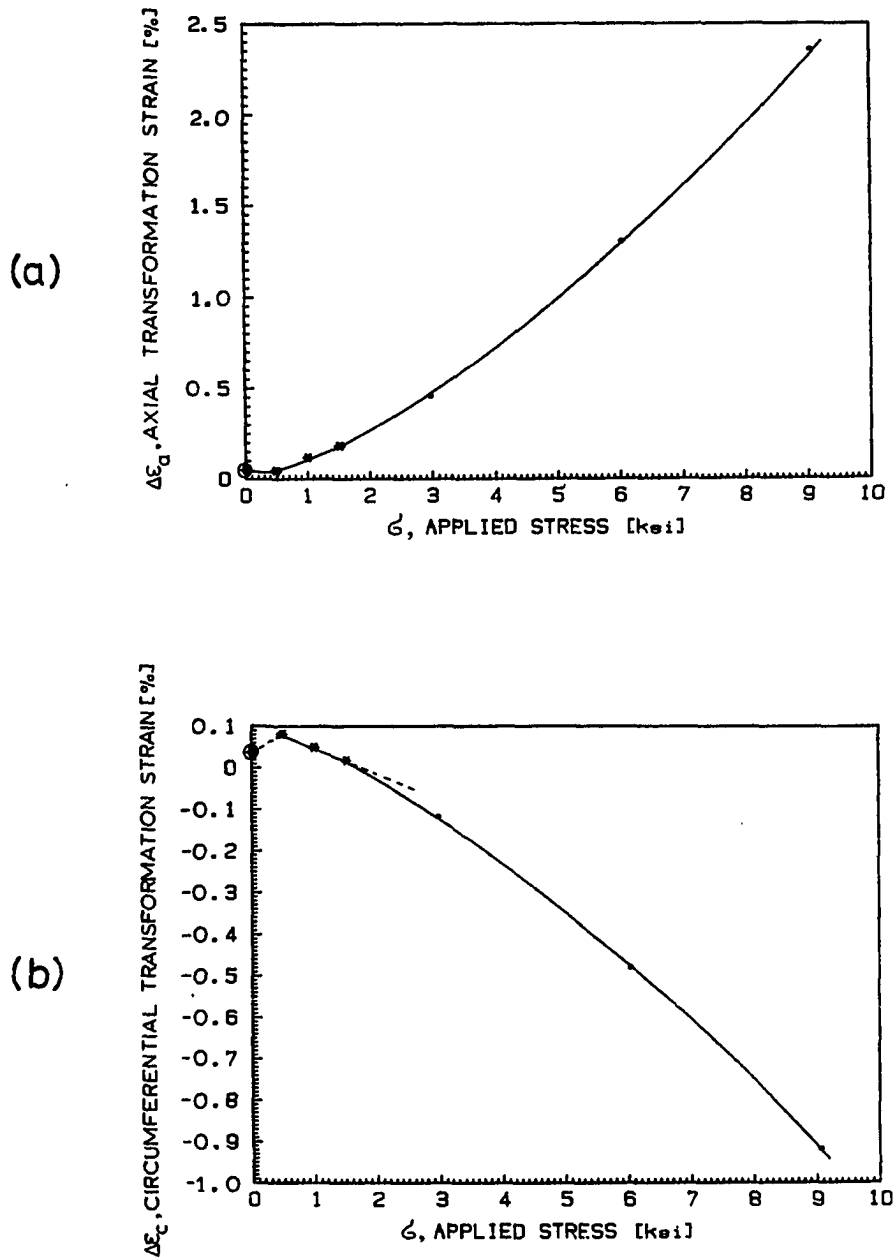 (a)
Δε_a, AXIAL TRANSFORMATION STRAIN [%]
2.5
2.0
1.5
1.0
0.5
0
0 1 2 3 4 5 6 7 8 9 10
σ, APPLIED STRESS [ksi]
(b)
Δε_c, CIRCUMFERENTIAL TRANSFORMATION STRAIN [%]
0.1
0
-0.1
-0.2
-0.3
-0.4
-0.5
-0.6
-0.7
-0.8
-0.9
-1.0
0 1 2 3 4 5 6 7 8 9 10
σ, APPLIED STRESS [ksi]